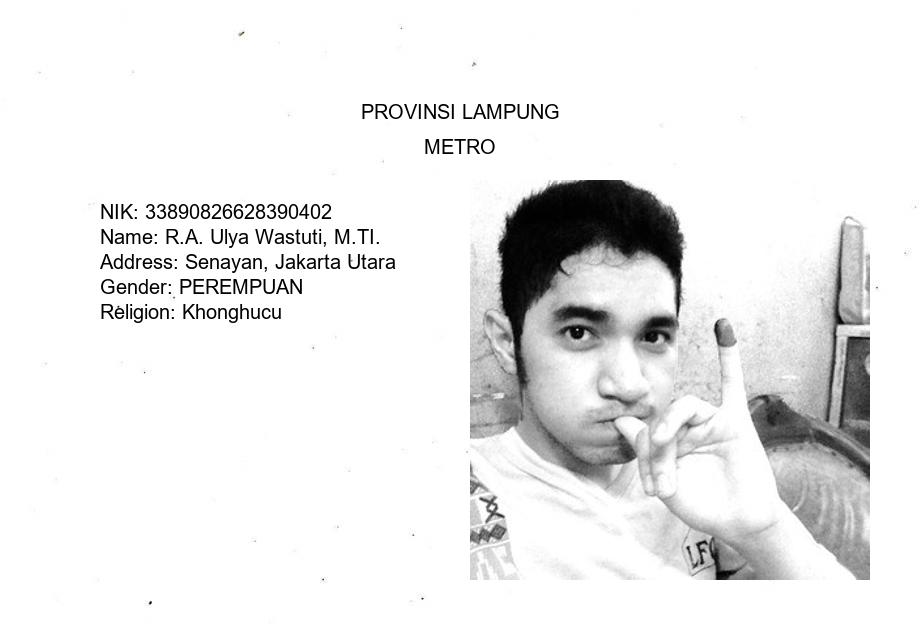 PROVINSI LAMPUNG
METRO
NIK: 33890826628390402
Name: R.A. Ulya Wastuti, M.TI.
Address: Senayan, Jakarta Utara
Gender: PEREMPUAN
Religion: Khonghucu
LFC